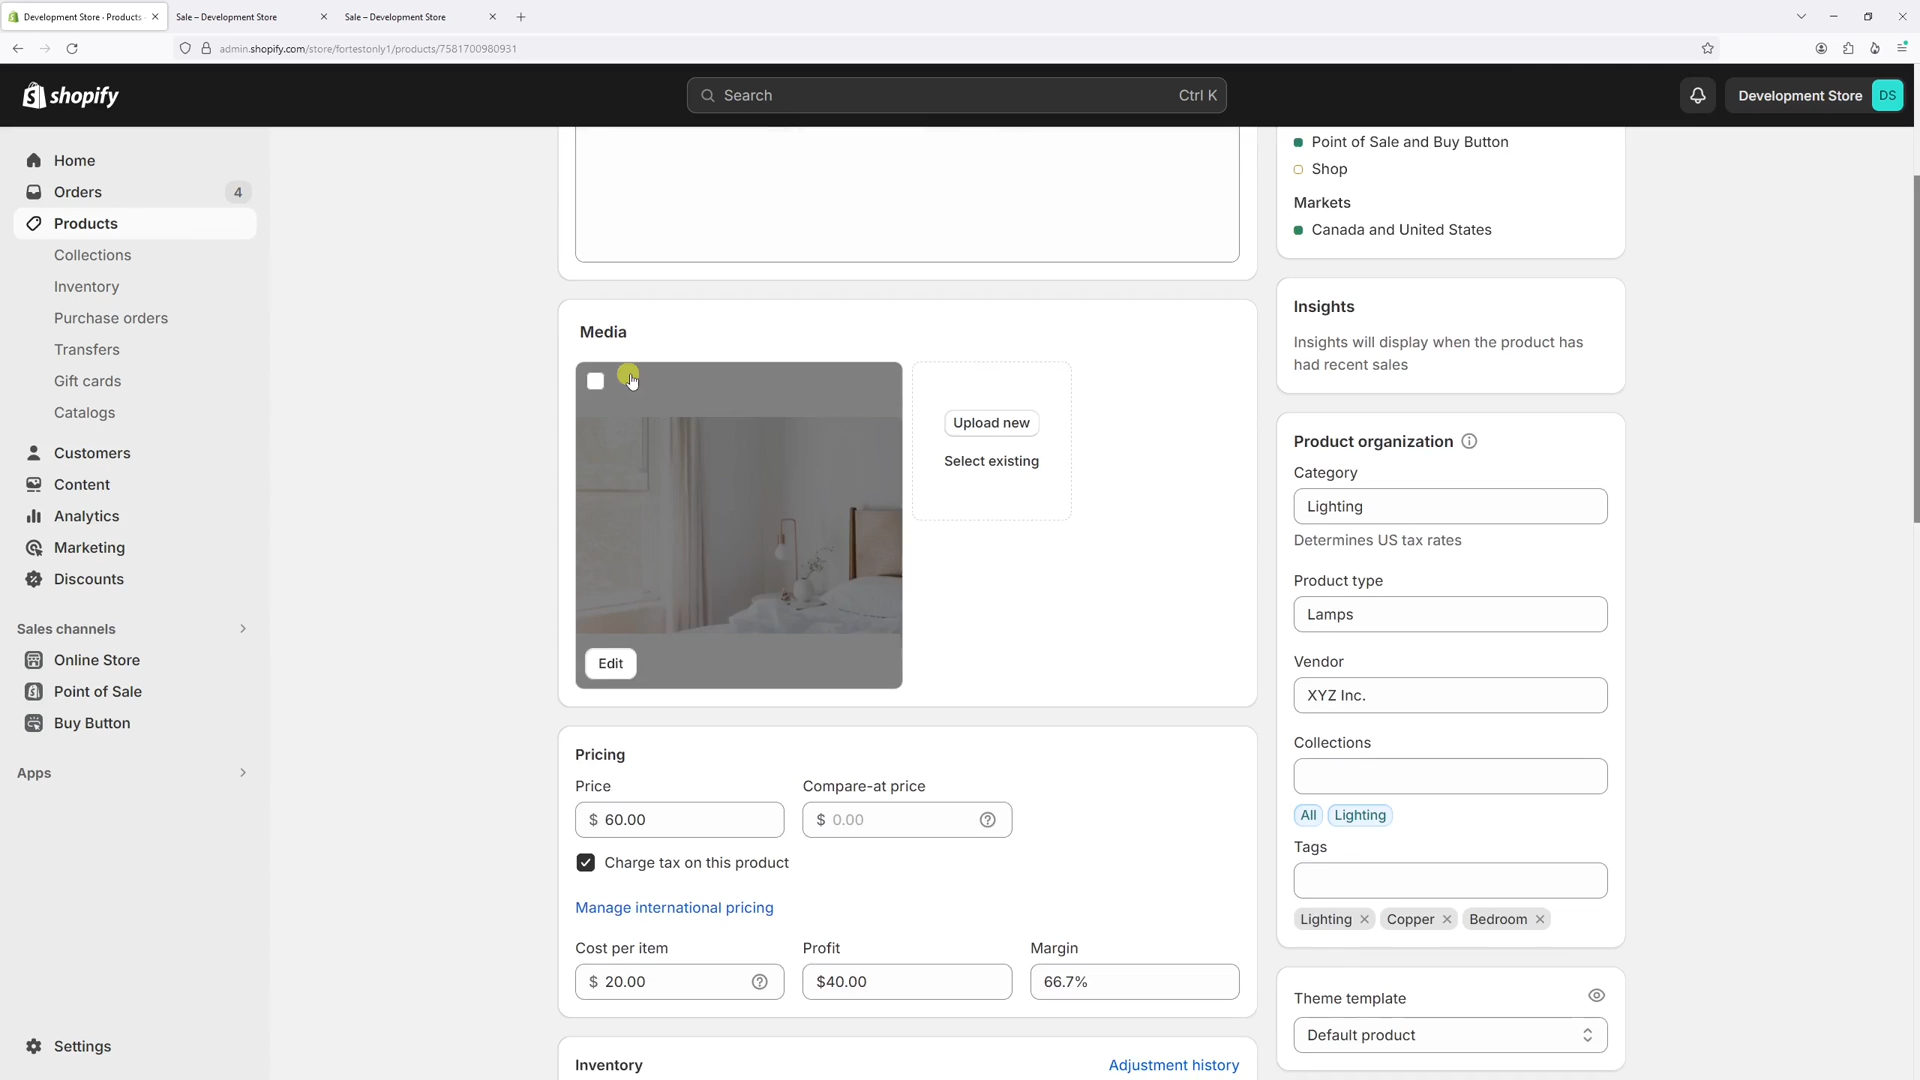 Development Store · Products
Sale – Development Store
Sale – Development Store
admin.shopify.com/store/fortestonly1/products/7581700980931
shopify
Search
Ctrl K
Development Store
DS
Home
Orders
4
Products
Collections
Inventory
Purchase orders
Transfers
Gift cards
Catalogs
Customers
Content
Analytics
Marketing
Discounts
Sales channels
Online Store
Point of Sale
Buy Button
Apps
Settings
Media
Upload new
Select existing
Edit
Pricing
Price
Compare-at price
$ 60.00
$ 0.00
Charge tax on this product
Manage international pricing
Cost per item
Profit
Margin
$ 20.00
$40.00
66.7%
Inventory
Adjustment history
Point of Sale and Buy Button
Shop
Markets
Canada and United States
Insights
Insights will display when the product has
had recent sales
Product organization
Category
Lighting
Determines US tax rates
Product type
Lamps
Vendor
XYZ Inc.
Collections
All
Lighting
Tags
Lighting
Copper
Bedroom
Theme template
Default product